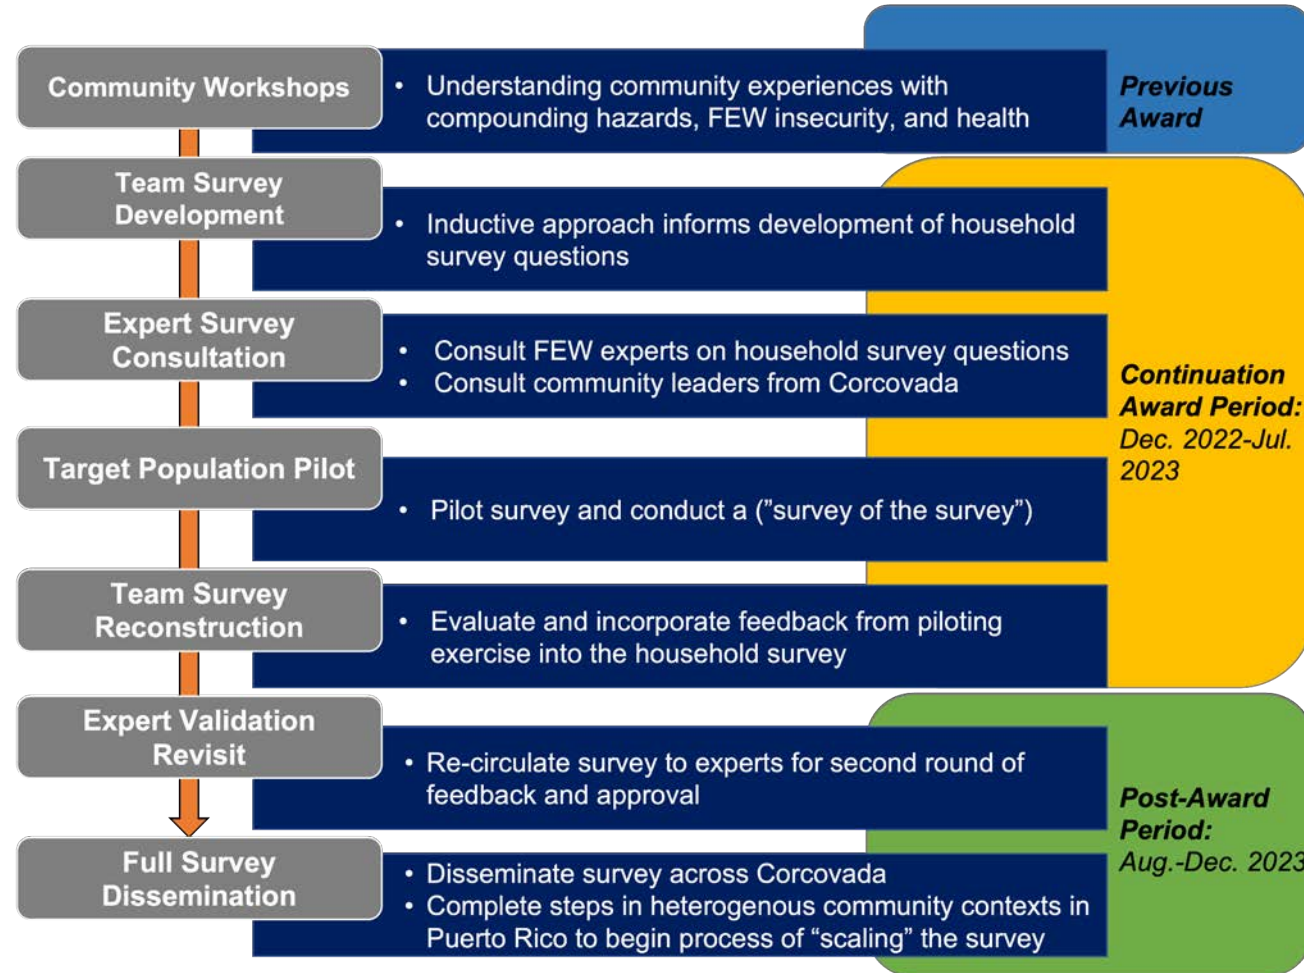 Community Workshops
• Understanding community experiences with
compounding hazards, FEW insecurity, and health
Previous
Award
Team Survey
Development
• Inductive approach informs development of household
survey questions
Expert Survey
Consultation
• Consult FEW experts on household survey questions
• Consult community leaders from Corcovada
Continuation
Award Period:
Dec. 2022-Jul.
2023
Target Population Pilot
• Pilot survey and conduct a (”survey of the survey”)
Team Survey
Reconstruction
• Evaluate and incorporate feedback from piloting
exercise into the household survey
Expert Validation
Revisit
• Re-circulate survey to experts for second round of
feedback and approval
Post-Award
Period:
Aug.-Dec. 2023
Full Survey
Dissemination
• Disseminate survey across Corcovada
• Complete steps in heterogenous community contexts in
Puerto Rico to begin process of “scaling” the survey